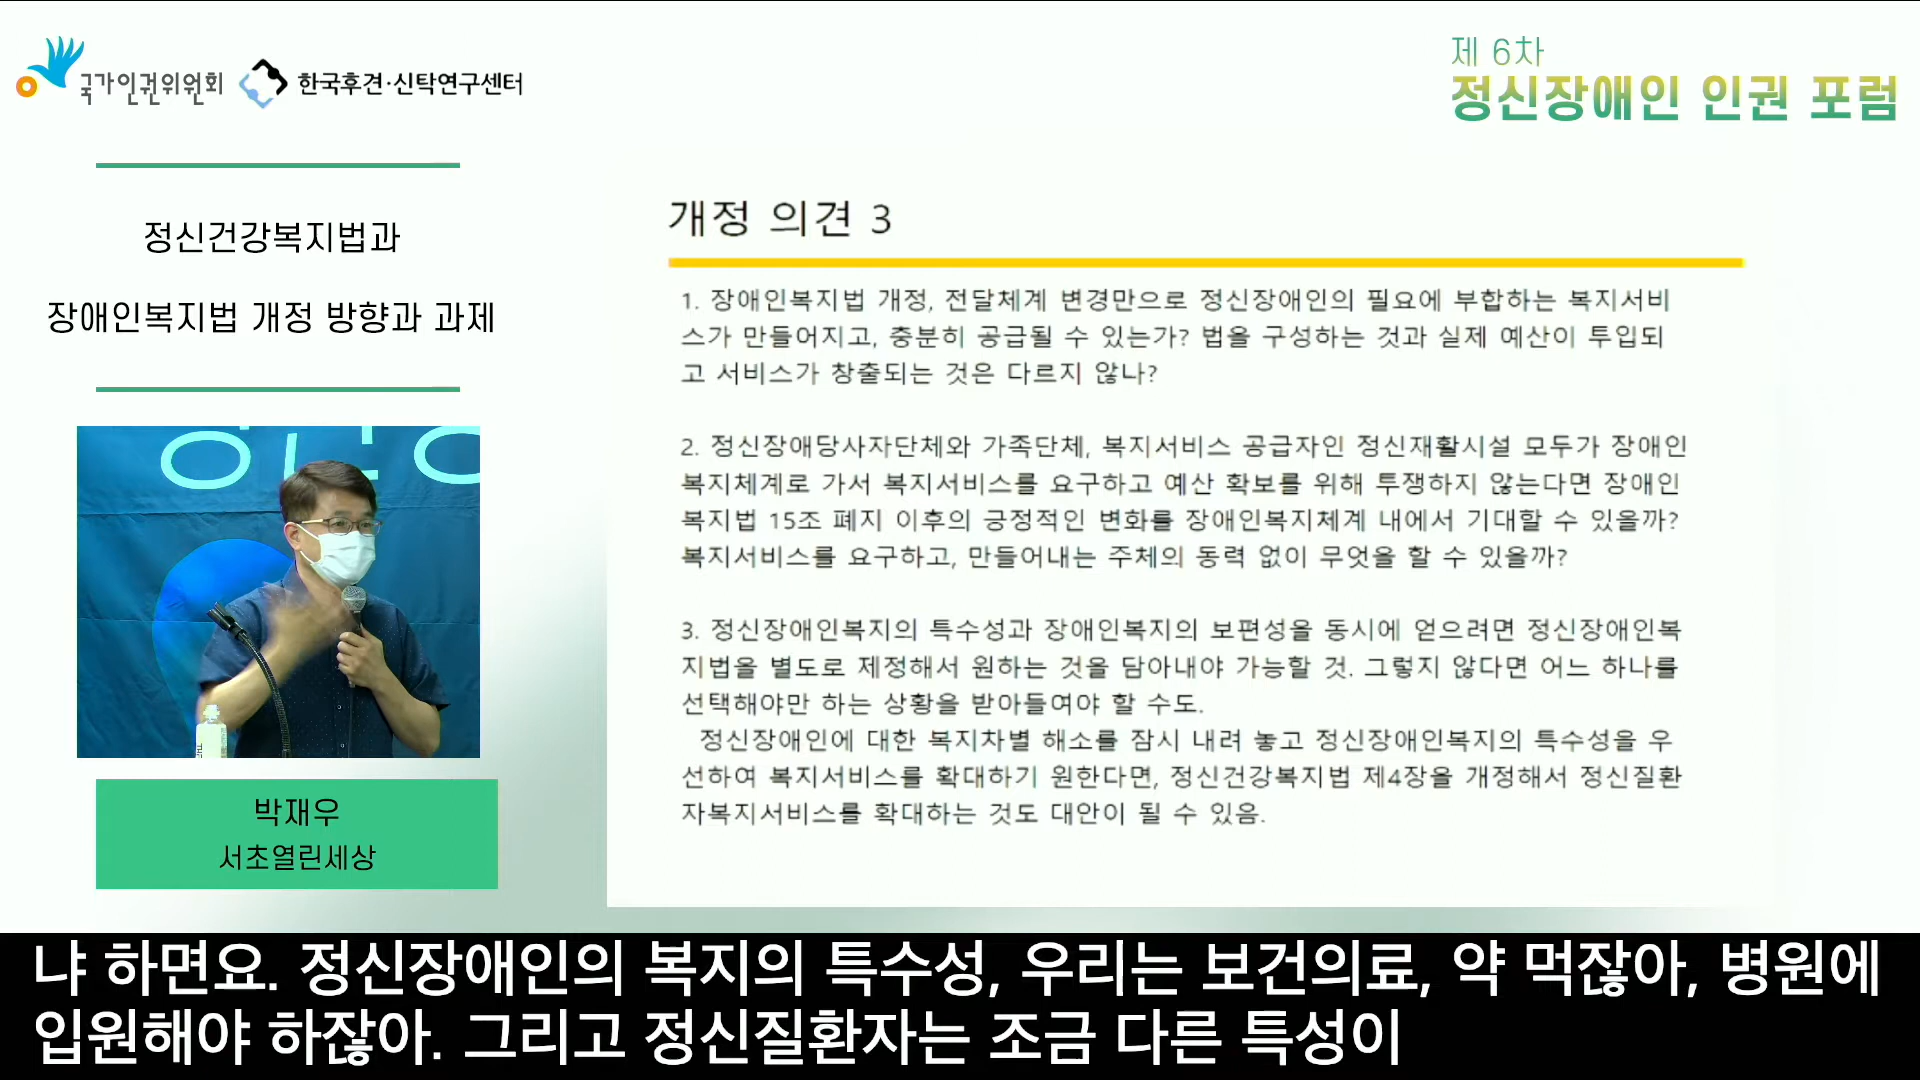 국가인권위원회 한국후견·신탁연구센터
제 6차
정신장애인 인권 포럼
정신건강복지법과
장애인복지법 개정 방향과 과제
박재우
서초열린세상
개정 의견 3
1. 장애인복지법 개정, 전달체계 변경만으로 정신장애인의 필요에 부합하는 복지서비
스가 만들어지고, 충분히 공급될 수 있는가? 법을 구성하는 것과 실제 예산이 투입되
고 서비스가 창출되는 것은 다르지 않나?
2. 정신장애당사자단체와 가족단체, 복지서비스 공급자인 정신재활시설 모두가 장애인
복지체계로 가서 복지서비스를 요구하고 예산 확보를 위해 투쟁하지 않는다면 장애인
복지법 15조 폐지 이후의 긍정적인 변화를 장애인복지체계 내에서 기대할 수 있을까?
복지서비스를 요구하고, 만들어내는 주체의 동력 없이 무엇을 할 수 있을까?
3. 정신장애인복지의 특수성과 장애인복지의 보편성을 동시에 얻으려면 정신장애인복
지법을 별도로 제정해서 원하는 것을 담아내야 가능할 것. 그렇지 않다면 어느 하나를
선택해야만 하는 상황을 받아들여야 할 수도.
정신장애인에 대한 복지차별 해소를 잠시 내려 놓고 정신장애인복지의 특수성을 우
선하여 복지서비스를 확대하기 원한다면, 정신건강복지법 제4장을 개정해서 정신질환
자복지서비스를 확대하는 것도 대안이 될 수 있음.
냐 하면요. 정신장애인의 복지의 특수성, 우리는 보건의료, 약 먹잖아, 병원에
입원해야 하잖아. 그리고 정신질환자는 조금 다른 특성이